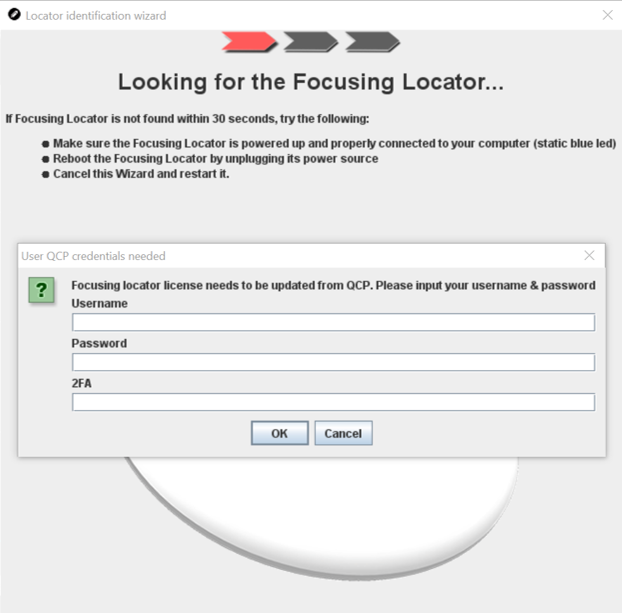 Locator identification wizard
Looking for the Focusing Locator...
If Focusing Locator is not found within 30 seconds, try the following:
● Make sure the Focusing Locator is powered up and properly connected to your computer (static blue led)
● Reboot the Focusing Locator by unplugging its power source
● Cancel this Wizard and restart it.
User QCP credentials needed
?
Focusing locator license needs to be updated from QCP. Please input your username & password
Username
Password
2FA
OK Cancel